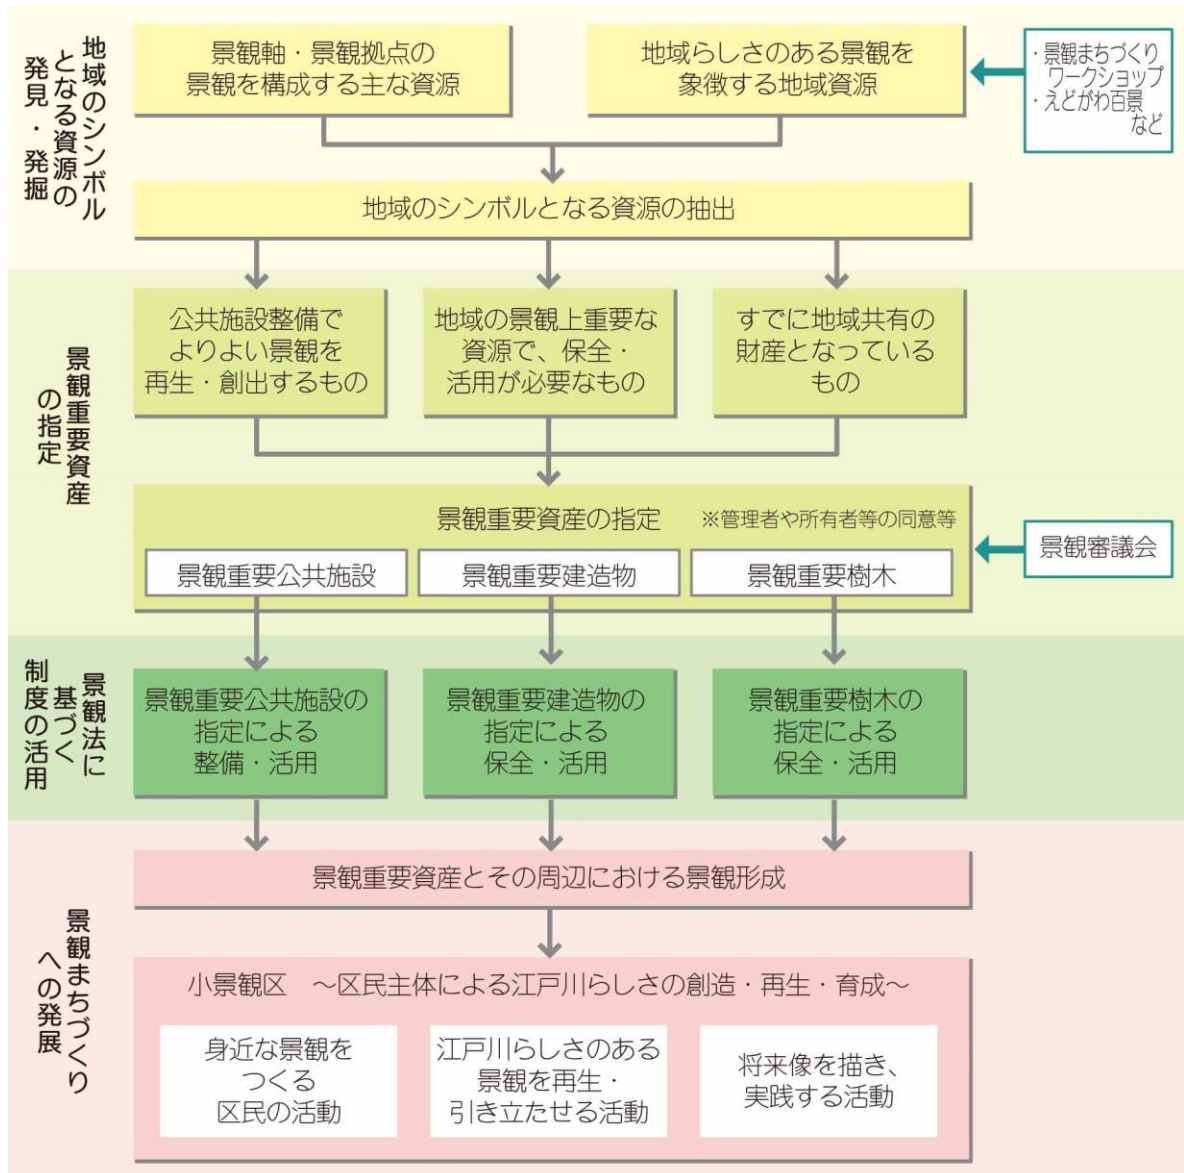 地域のシンボル
となる資源の
発見・発掘
景観軸・景観拠点の
景観を構成する主な資源
地域らしさのある景観を
象徴する地域資源
・景観まちづくり
ワークショップ
・えどがわ百景
など
地域のシンボルとなる資源の抽出
景観重要資産
の指定
公共施設整備で
よりよい景観を
再生・創出するもの
地域の景観上重要な
資源で、保全・
活用が必要なもの
すでに地域共有の
財産となっている
もの
景観重要資産の指定 ※管理者や所有者等の同意等
景観重要公共施設
景観重要建造物
景観重要樹木
景観審議会
景観法に
基づく
制度の活用
景観重要公共施設の
指定による
整備・活用
景観重要建造物の
指定による
保全・活用
景観重要樹木の
指定による
保全・活用
景観まちづくり
への発展
景観重要資産とその周辺における景観形成
小景観区 ~区民主体による江戸川らしさの創造・再生・育成~
身近な景観を
つくる
区民の活動
江戸川らしさのある
景観を再生・
引き立たせる活動
将来像を描き、
実践する活動